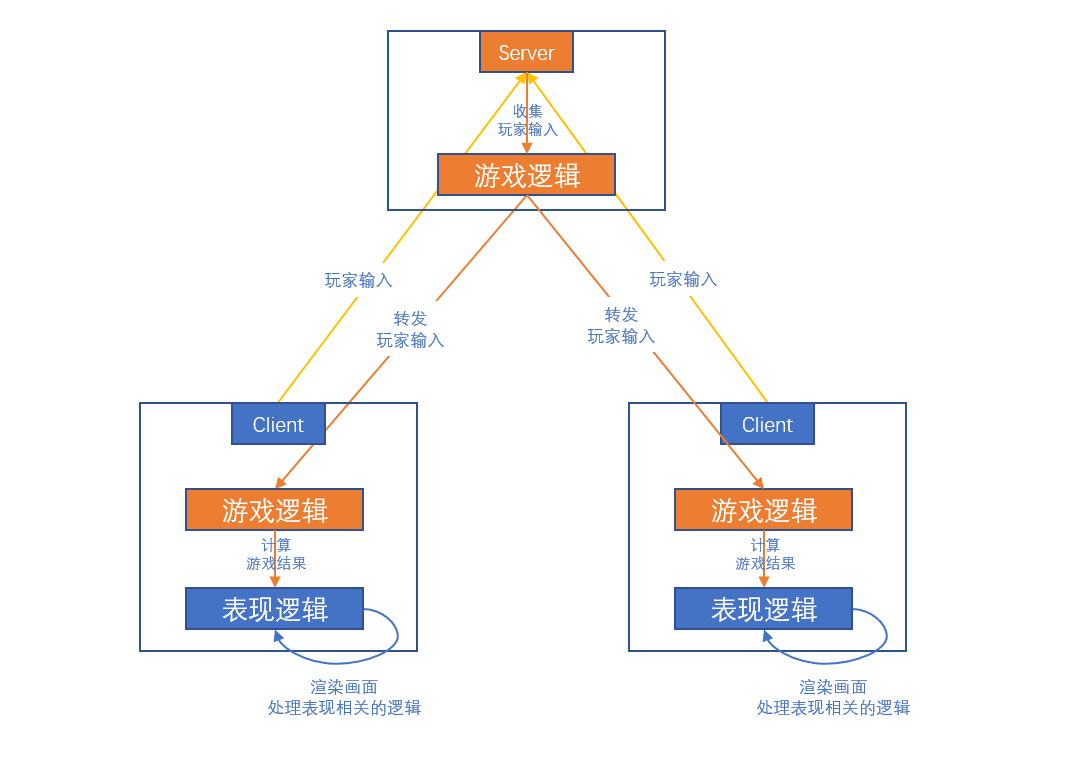 Server
收集
玩家输入
游戏逻辑
玩家输入
玩家输入
转发
玩家输入
转发
玩家输入
Client
Client
游戏逻辑
游戏逻辑
计算
游戏结果
计算
游戏结果
表现逻辑
表现逻辑
渲染画面
处理表现相关的逻辑
渲染画面
处理表现相关的逻辑